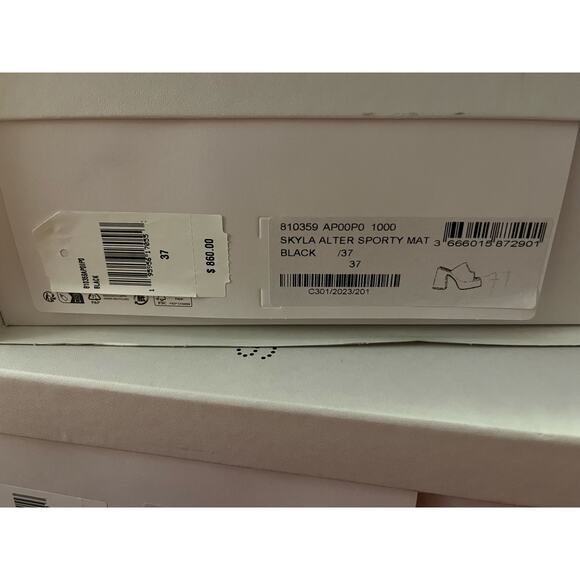 810359 AP00P0 1000
SKYLA ALTER SPORTY MAT
BLACK /37
37
3 666015 872901
C301/2023/201
810359AP00P0
BLACK
37
$ 860.00